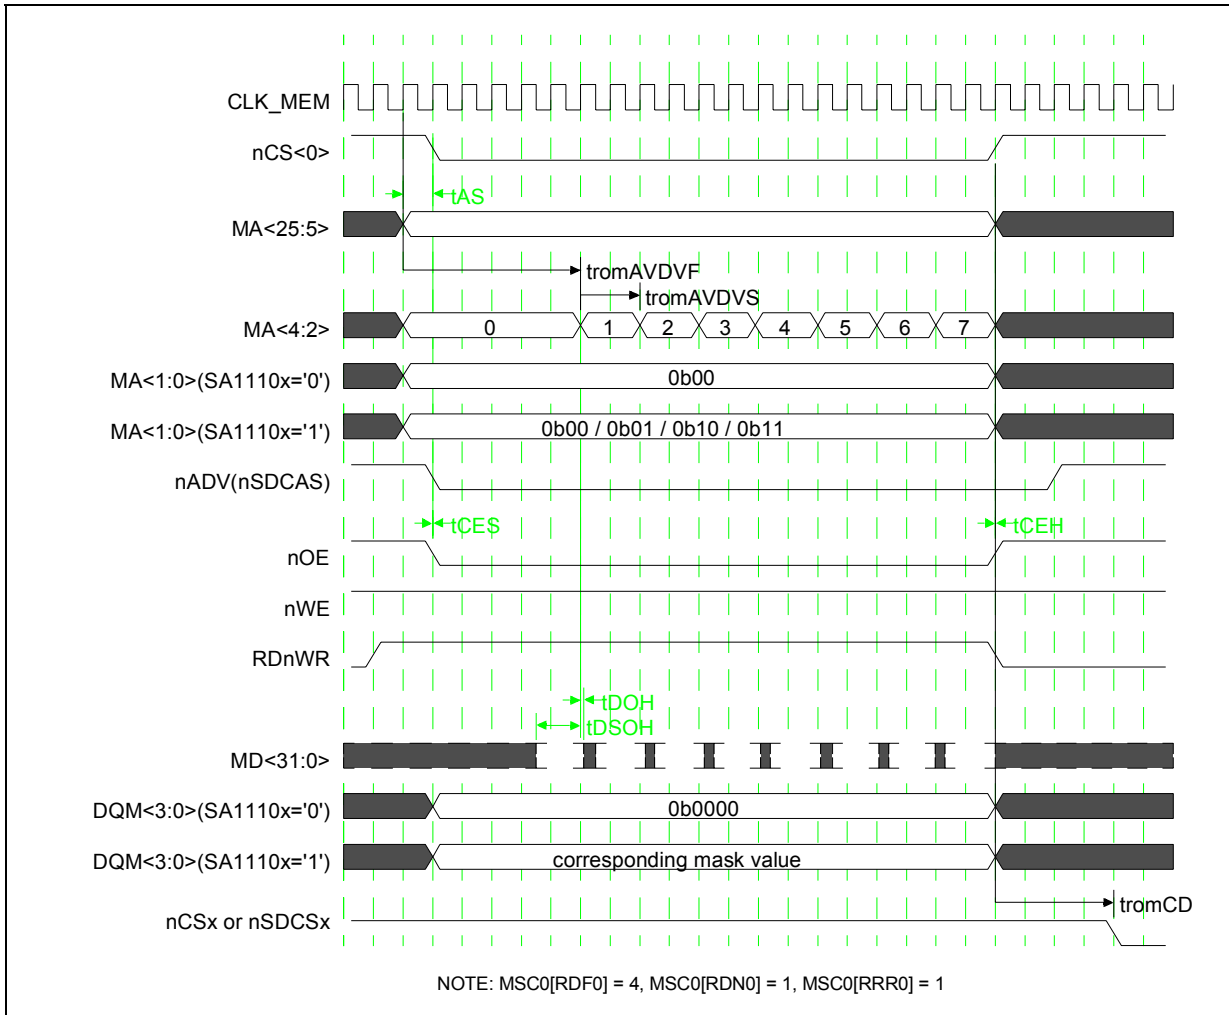 CLK_MEM
nCS<0>
tAS
MA<25:5>
tromAVDVF
tromAVDVS
MA<4:2>
0 1 2 3 4 5 6 7
MA<1:0>(SA1110x='0')
0b00
MA<1:0>(SA1110x='1')
0b00 / 0b01 / 0b10 / 0b11
nADV(nSDCAS)
tCES
tCEH
nOE
nWE
RDnWR
tDOH
tDSOH
MD<31:0>
DQM<3:0>(SA1110x='0')
0b0000
DQM<3:0>(SA1110x='1')
corresponding mask value
tromCD
nCSx or nSDCSx
NOTE: MSC0[RDF0] = 4, MSC0[RDN0] = 1, MSC0[RRR0] = 1